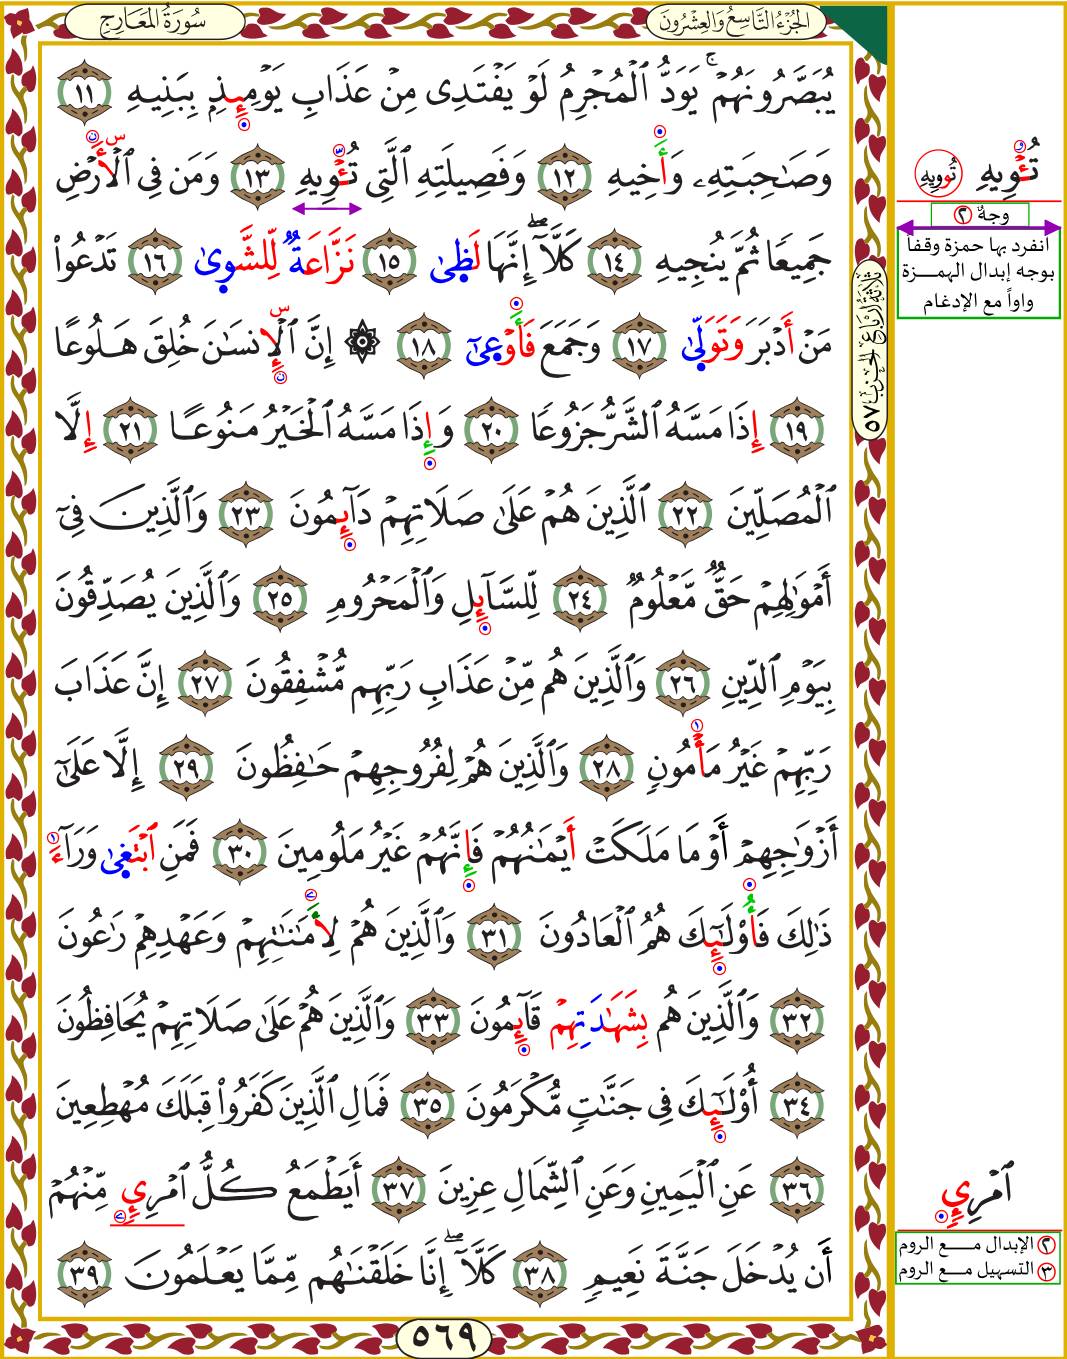 سُورَةُ المَعَارِجِ
الجُزْءُ التَّاسِعُ وَالعِشْرُونَ
يُبَصَّرُونَهُمْۚ يَوَدُّ ٱلْمُجْرِمُ لَوْ يَفْتَدِى مِنْ عَذَابِ يَوْمِئِذِۭ بِبَنِيهِ ١١
وَصَٰحِبَتِهِۦ وَأَخِيهِ ١٢ وَفَصِيلَتِهِ ٱلَّتِى تُـْٔوِيهِ ١٣ وَمَن فِى ٱلْأَرْضِ
جَمِيعًا ثُمَّ يُنجِيهِ ١٤ كَلَّآۖ إِنَّهَا لَظَىٰ ١٥ نَزَّاعَةٌ لِّلشَّوَىٰ ١٦ تَدْعُوا۟
مَنْ أَدْبَرَ وَتَوَلَّىٰ ١٧ وَجَمَعَ فَأَوْعَىٰٓ ١٨ ۞ إِنَّ ٱلْإِنسَٰنَ خُلِقَ هَلُوعًا
١٩ إِذَا مَسَّهُ ٱلشَّرُّ جَزُوعًا ٢٠ وَإِذَا مَسَّهُ ٱلْخَيْرُ مَنُوعًا ٢١ إِلَّا
ٱلْمُصَلِّينَ ٢٢ ٱلَّذِينَ هُمْ عَلَىٰ صَلَاتِهِمْ دَآئِمُونَ ٢٣ وَٱلَّذِينَ فِىٓ
أَمْوَٰلِهِمْ حَقٌّ مَّعْلُومٌ ٢٤ لِّلسَّآئِلِ وَٱلْمَحْرُومِ ٢٥ وَٱلَّذِينَ يُصَدِّقُونَ
بِيَوْمِ ٱلدِّينِ ٢٦ وَٱلَّذِينَ هُم مِّنْ عَذَابِ رَبِّهِم مُّشْفِقُونَ ٢٧ إِنَّ عَذَابَ
رَبِّهِمْ غَيْرُ مَأْمُونٍ ٢٨ وَٱلَّذِينَ هُمْ لِفُرُوجِهِمْ حَٰفِظُونَ ٢٩ إِلَّا عَلَىٰٓ
أَزْوَٰجِهِمْ أَوْ مَا مَلَكَتْ أَيْمَٰنُهُمْ فَإِنَّهُمْ غَيْرُ مَلُومِينَ ٣٠ فَمَنِ ٱبْتَغَىٰ وَرَآءَ
ذَٰلِكَ فَأُو۟لَٰٓئِكَ هُمُ ٱلْعَادُونَ ٣١ وَٱلَّذِينَ هُمْ لِأَمَٰنَٰتِهِمْ وَعَهْدِهِمْ رَٰعُونَ
٣٢ وَٱلَّذِينَ هُم بِشَهَٰدَتِهِمْ قَآئِمُونَ ٣٣ وَٱلَّذِينَ هُمْ عَلَىٰ صَلَاتِهِمْ يُحَافِظُونَ
٣٤ أُو۟لَٰٓئِكَ فِى جَنَّٰتٍ مُّكْرَمُونَ ٣٥ فَمَالِ ٱلَّذِينَ كَفَرُوا۟ قِبَلَكَ مُهْطِعِينَ
٣٦ عَنِ ٱلْيَمِينِ وَعَنِ ٱلشِّمَالِ عِزِينَ ٣٧ أَيَطْمَعُ كُلُّ ٱمْرِئٍ مِّنْهُمْ
أَن يُدْخَلَ جَنَّةَ نَعِيمٍ ٣٨ كَلَّآۖ إِنَّا خَلَقْنَٰهُم مِّمَّا يَعْلَمُونَ ٣٩
٥٦٩
ثلاثة أرباع الحزب ٥٧
تُـْٔوِيهِ تُووِيهِ
وجهٌ ٢
انفرد بها حمزة وقفاً
بوجه إبدال الهمزة
واواً مع الإدغام
ٱمْرِئٍ
٢ الإبدال مع الروم
٣ التسهيل مع الروم